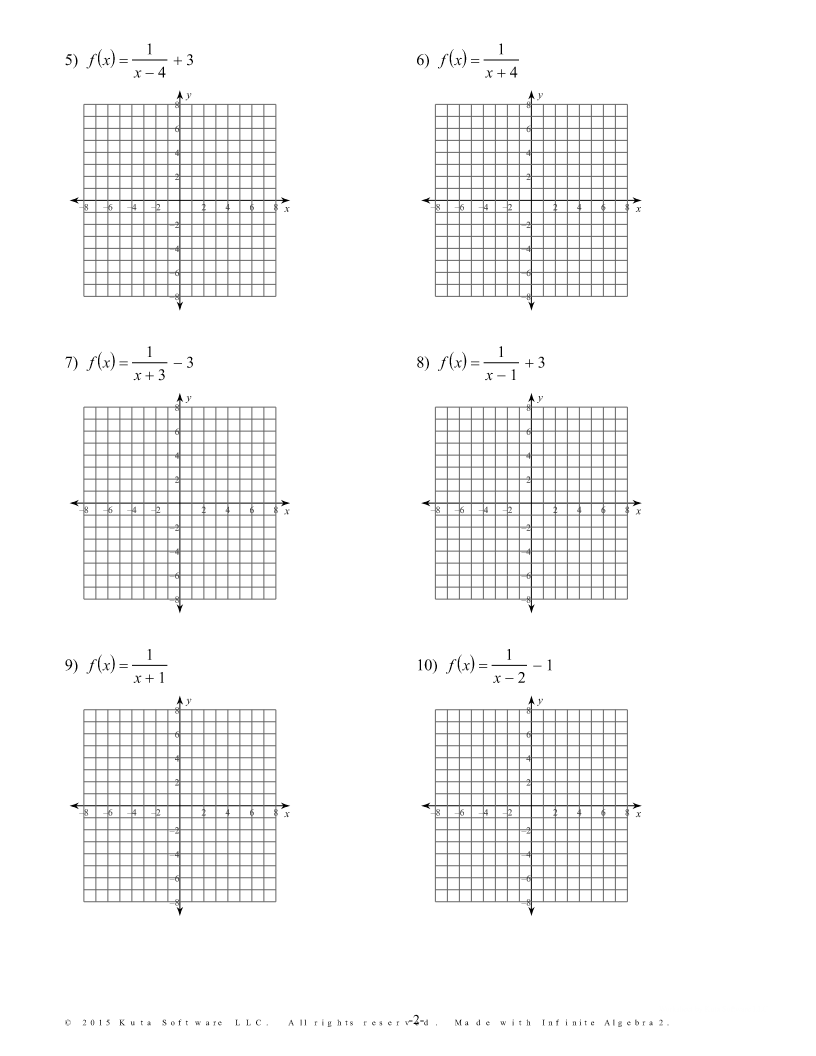 5) f(x) = 1/(x − 4) + 3
6) f(x) = 1/(x + 4)
y
8
6
4
2
−8 −6 −4 −2 2 4 6 8 x
−2
−4
−6
−8
y
8
6
4
2
−8 −6 −4 −2 2 4 6 8 x
−2
−4
−6
−8
7) f(x) = 1/(x + 3) − 3
8) f(x) = 1/(x − 1) + 3
y
8
6
4
2
−8 −6 −4 −2 2 4 6 8 x
−2
−4
−6
−8
y
8
6
4
2
−8 −6 −4 −2 2 4 6 8 x
−2
−4
−6
−8
9) f(x) = 1/(x + 1)
10) f(x) = 1/(x − 2) − 1
y
8
6
4
2
−8 −6 −4 −2 2 4 6 8 x
−2
−4
−6
−8
y
8
6
4
2
−8 −6 −4 −2 2 4 6 8 x
−2
−4
−6
−8
© 2015 Kuta Software LLC. All rights reserved. Made with Infinite Algebra 2.
-2-